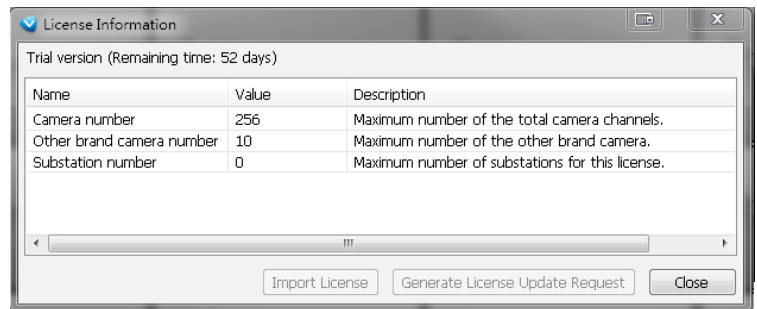 License Information
Trial version (Remaining time: 52 days)
Name Value Description
Camera number 256 Maximum number of the total camera channels.
Other brand camera number 10 Maximum number of the other brand camera.
Substation number 0 Maximum number of substations for this license.
Import License Generate License Update Request Close